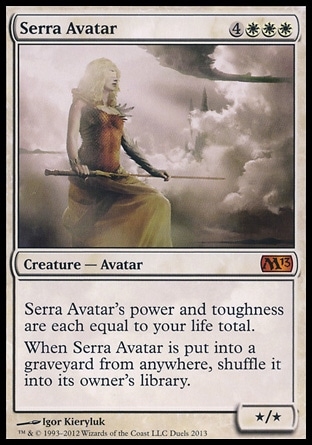 Serra Avatar 4
Creature — Avatar M13
Serra Avatar's power and toughness
are each equal to your life total.
When Serra Avatar is put into a
graveyard from anywhere, shuffle it
into its owner's library.
*/*
Igor Kieryluk
™ & © 1993–2012 Wizards of the Coast LLC Duels 2013